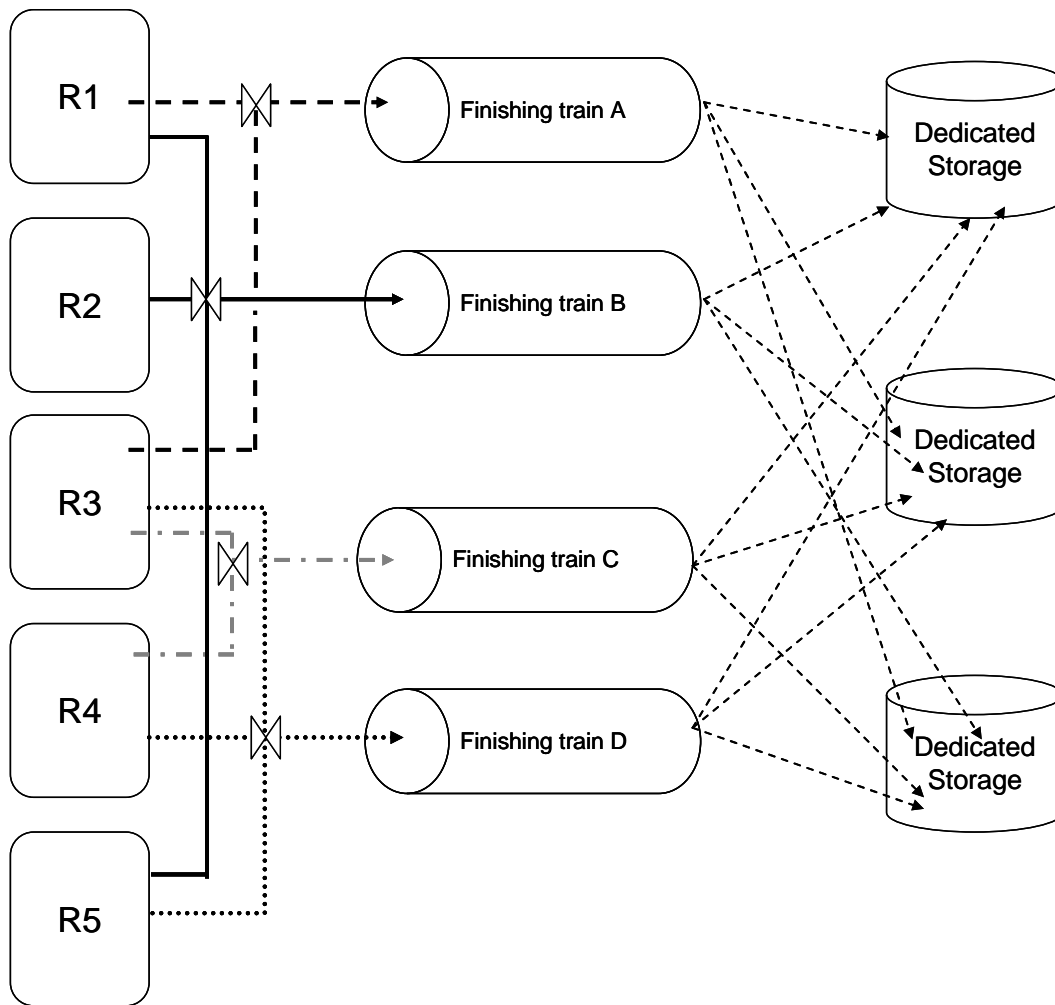 R1
Finishing train A
Dedicated
Storage
R2
Finishing train B
R3
Dedicated
Storage
Finishing train C
R4
Finishing train D
Dedicated
Storage
R5